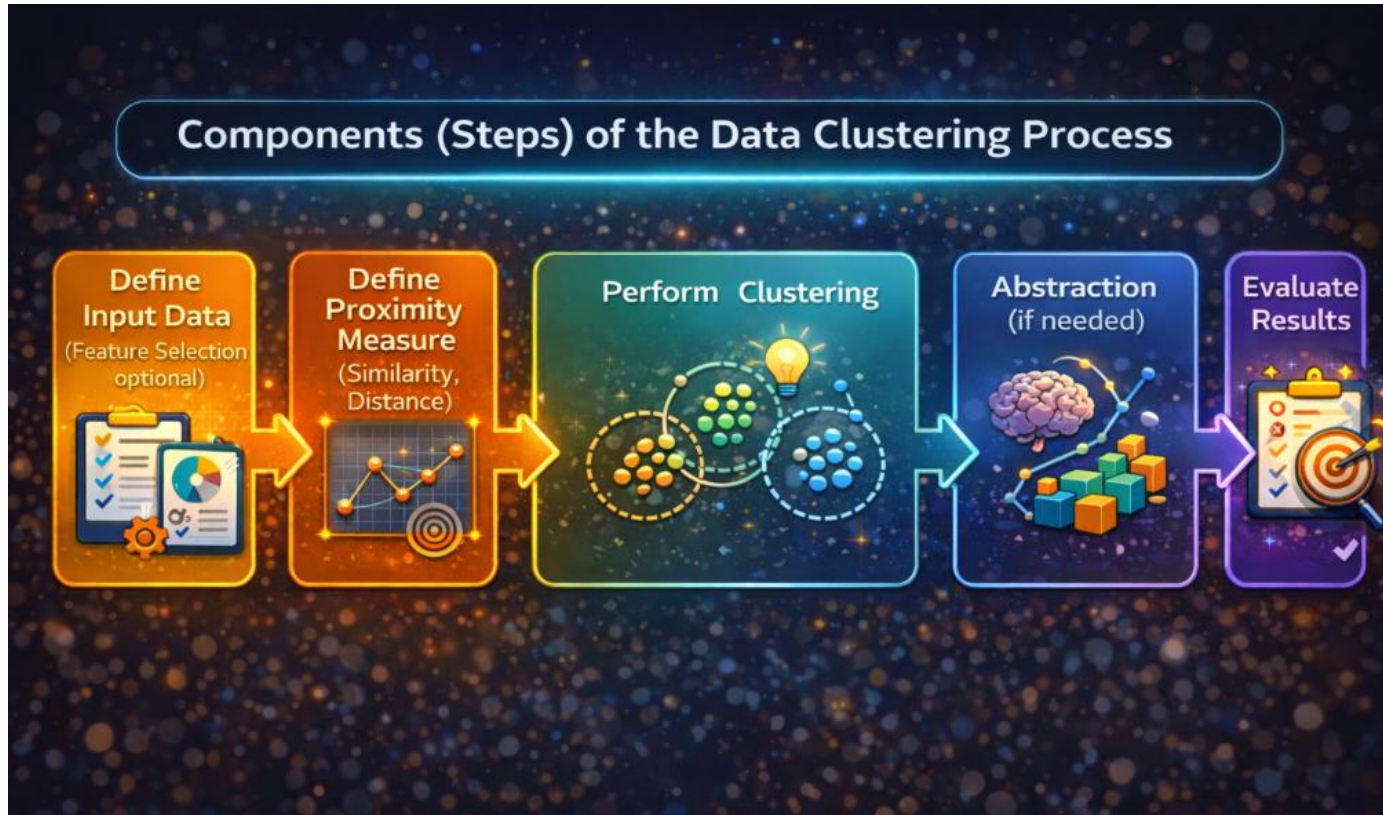 Components (Steps) of the Data Clustering Process
Define
Input Data
(Feature Selection
optional)
Define
Proximity
Measure
(Similarity,
Distance)
Perform Clustering
Abstraction
(if needed)
Evaluate
Results